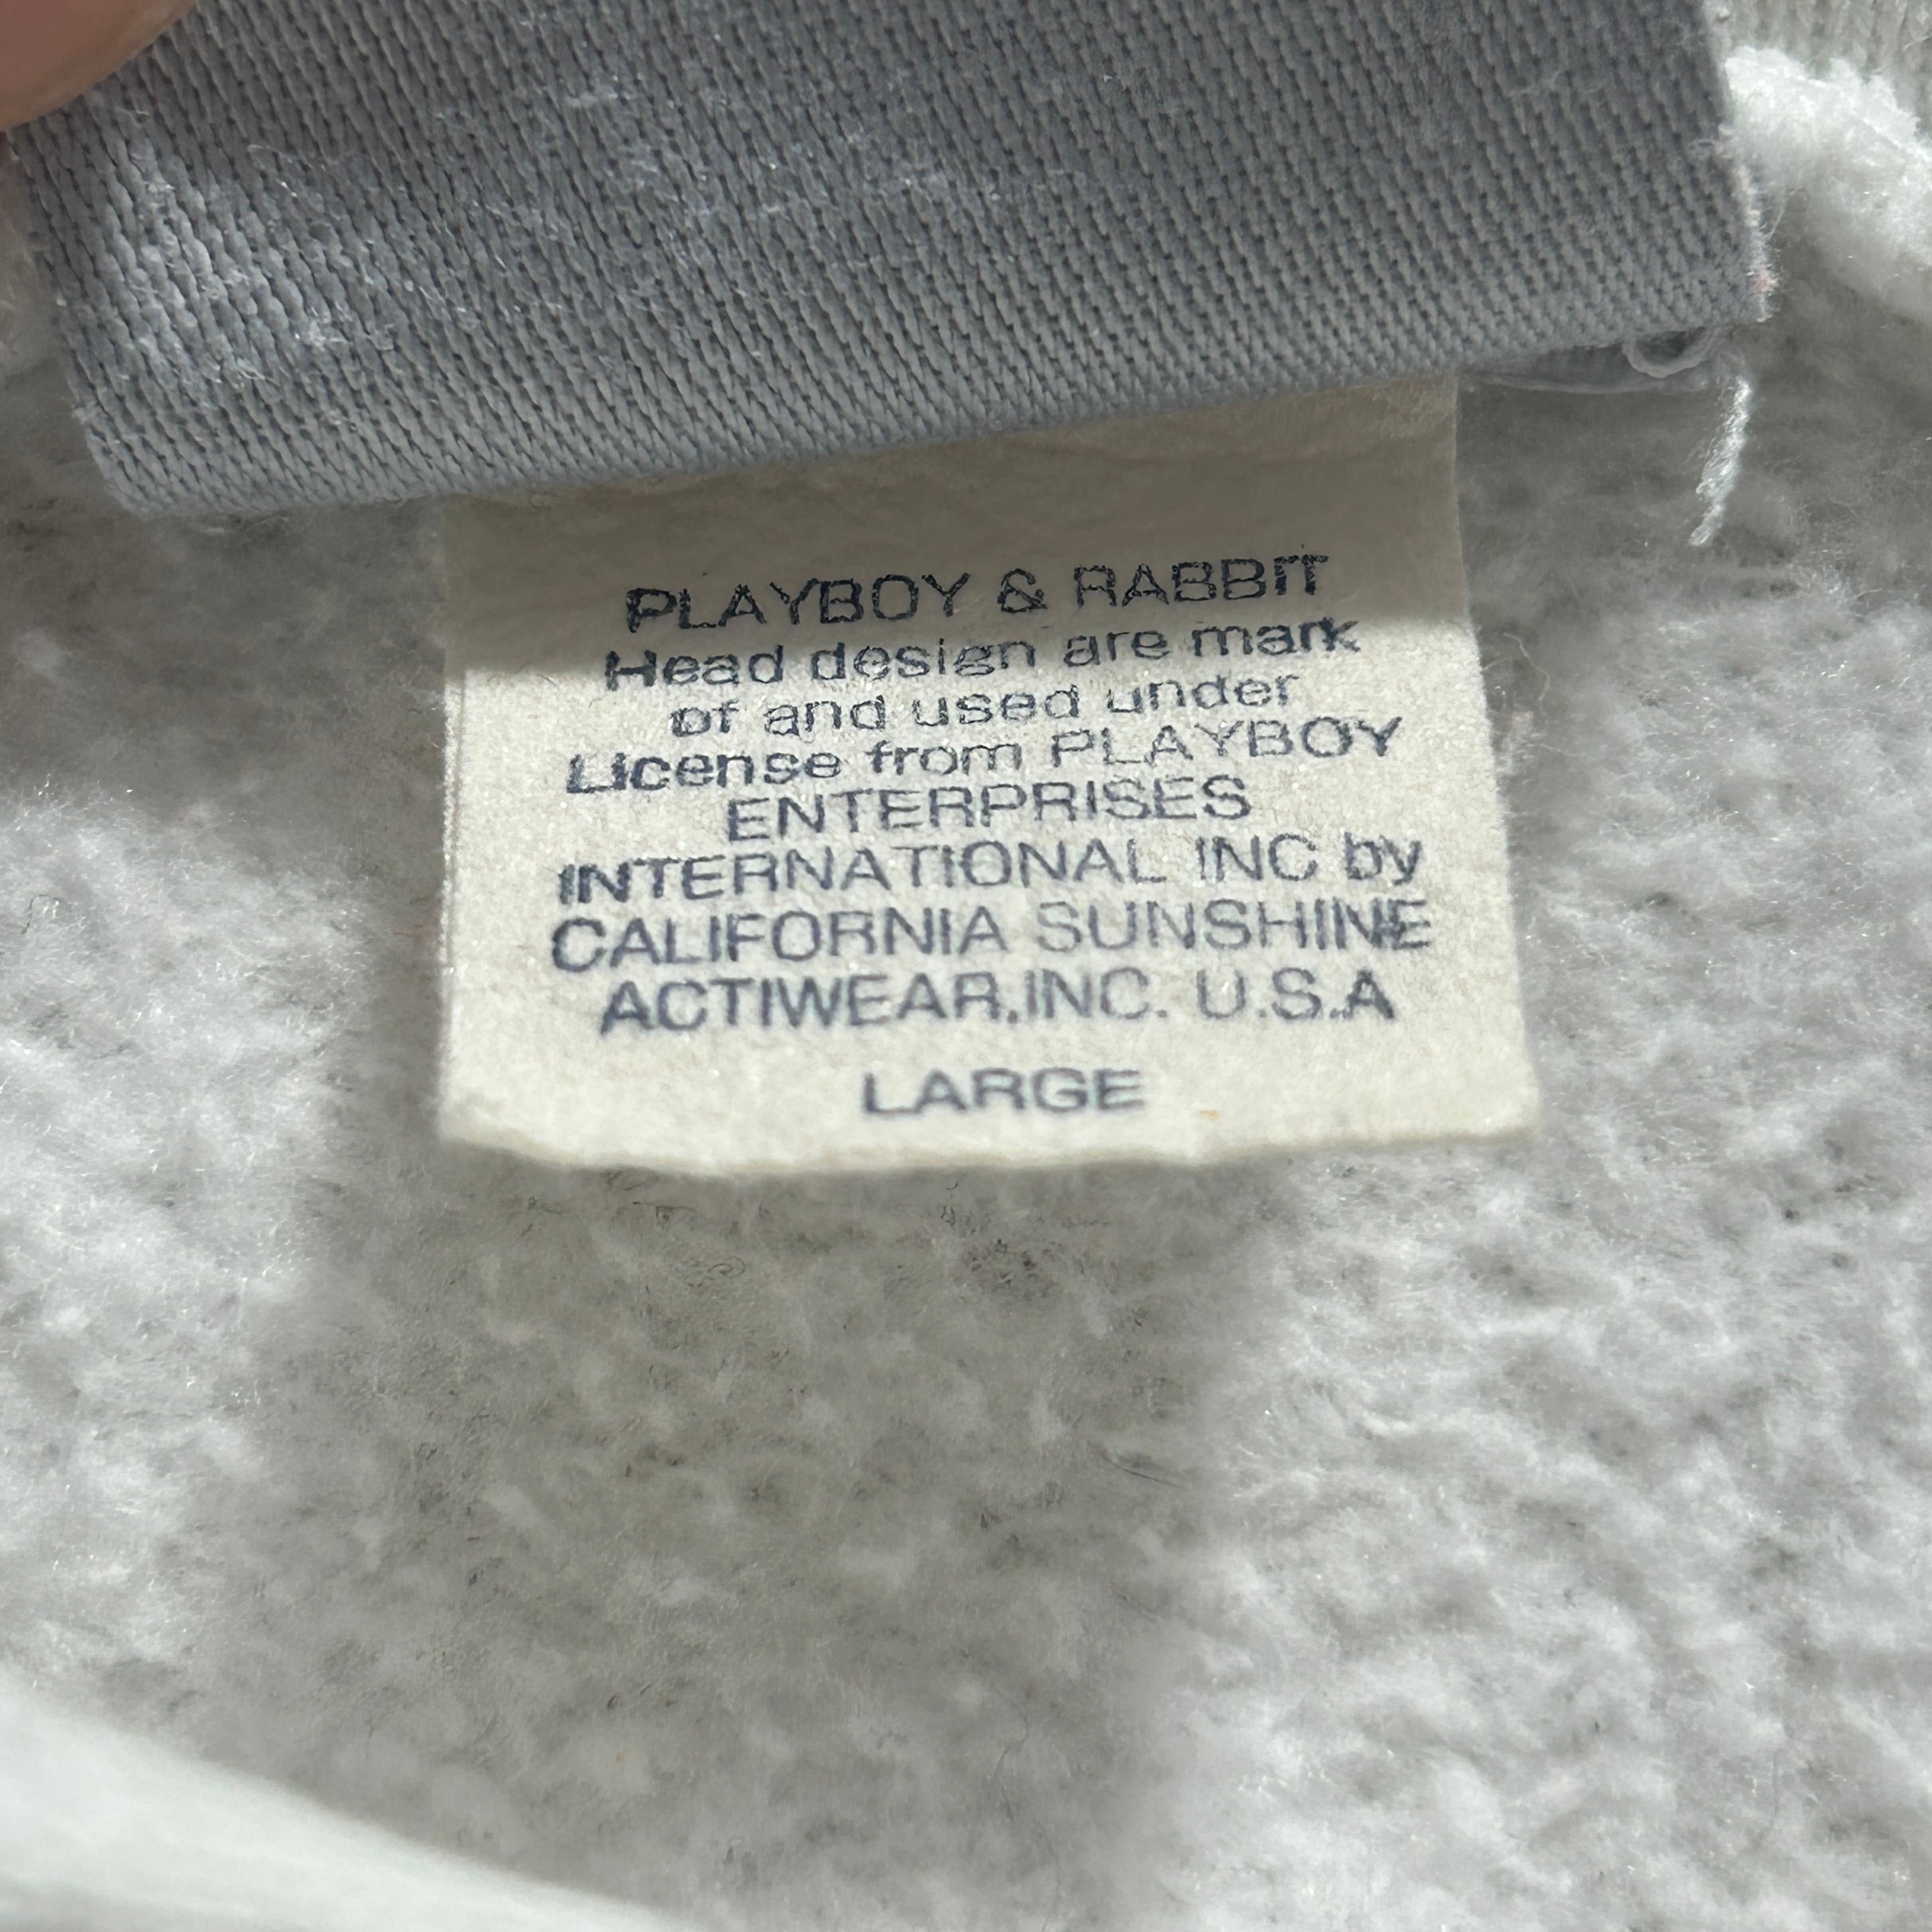 PLAYBOY & RABBIT
Head design are mark
of and used under
License from PLAYBOY
ENTERPRISES
INTERNATIONAL INC by
CALIFORNIA SUNSHINE
ACTIWEAR,INC. U.S.A
LARGE